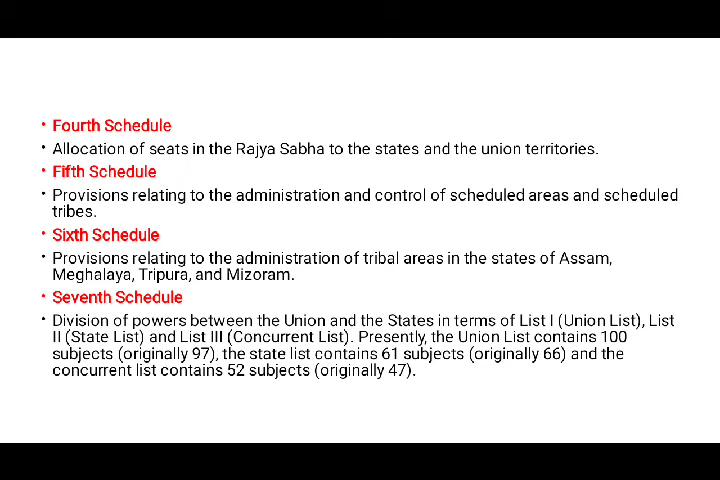 • Fourth Schedule
• Allocation of seats in the Rajya Sabha to the states and the union territories.
• Fifth Schedule
• Provisions relating to the administration and control of scheduled areas and scheduled
tribes.
• Sixth Schedule
• Provisions relating to the administration of tribal areas in the states of Assam,
Meghalaya, Tripura, and Mizoram.
• Seventh Schedule
• Division of powers between the Union and the States in terms of List I (Union List), List
II (State List) and List III (Concurrent List). Presently, the Union List contains 100
subjects (originally 97), the state list contains 61 subjects (originally 66) and the
concurrent list contains 52 subjects (originally 47).